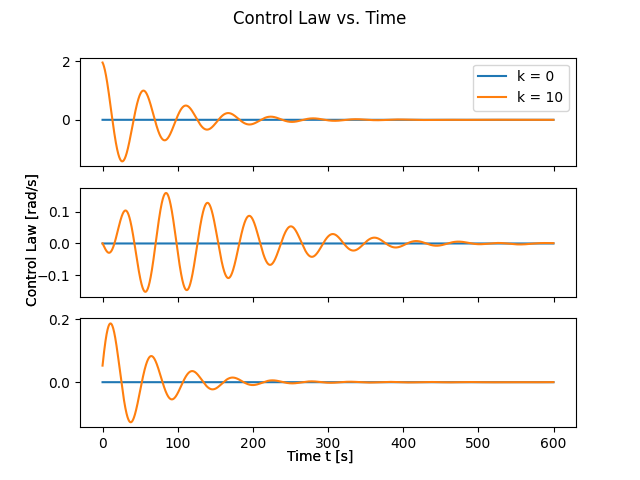 Control Law vs. Time
2
0
k = 0
k = 10
Control Law [rad/s]
0.1
0.0
−0.1
0.2
0.0
0 100 200 300 400 500 600
Time t [s]